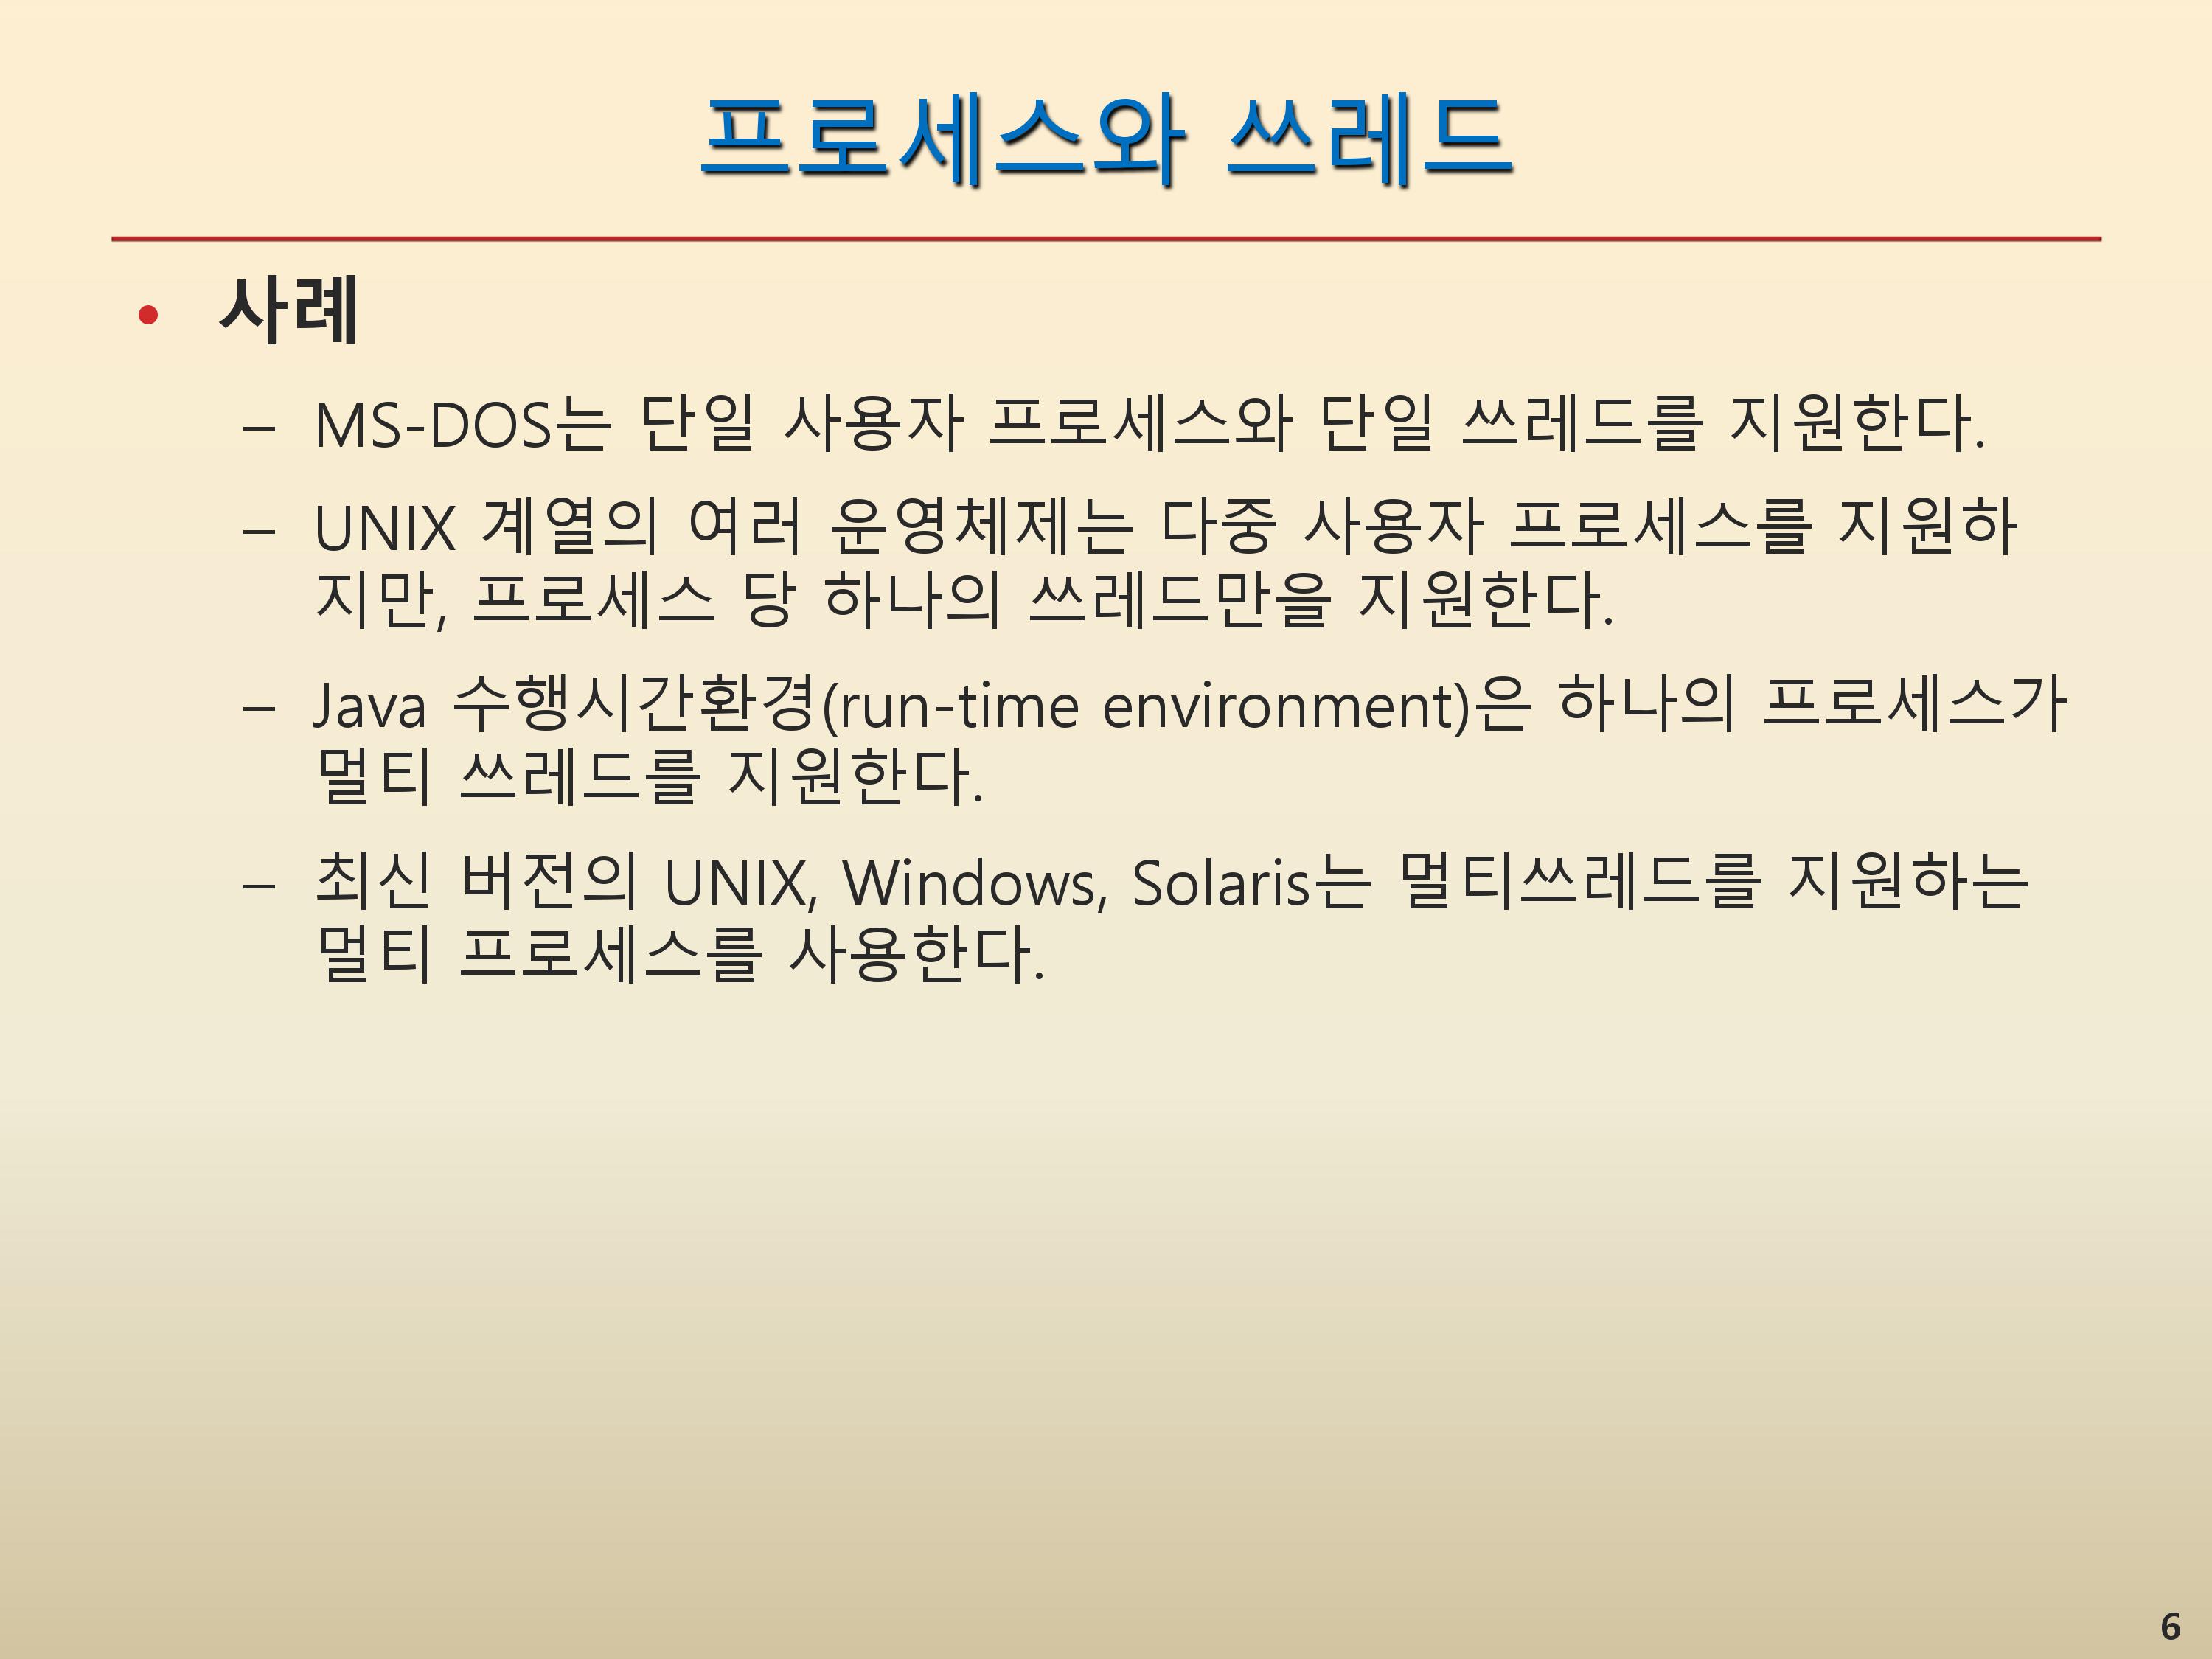 프로세스와 쓰레드
• 사례
– MS-DOS는 단일 사용자 프로세스와 단일 쓰레드를 지원한다.
– UNIX 계열의 여러 운영체제는 다중 사용자 프로세스를 지원하
지만, 프로세스 당 하나의 쓰레드만을 지원한다.
– Java 수행시간환경(run-time environment)은 하나의 프로세스가
멀티 쓰레드를 지원한다.
– 최신 버전의 UNIX, Windows, Solaris는 멀티쓰레드를 지원하는
멀티 프로세스를 사용한다.
6